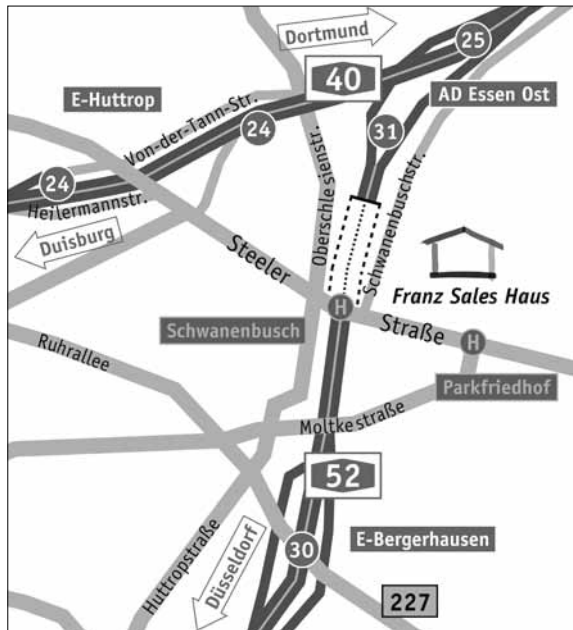 Dortmund
25
40
E-Huttrop
AD Essen Ost
Von-der-Tann-Str.
24
31
24
Heilermannstr.
Oberschlesienstr.
Schwanenbuschstr.
Duisburg
Steeler
Franz Sales Haus
H
Schwanenbusch
Straße
H
Ruhrallee
Parkfriedhof
Moltkestraße
52
E-Bergerhausen
30
Huttropstraße
Düsseldorf
227